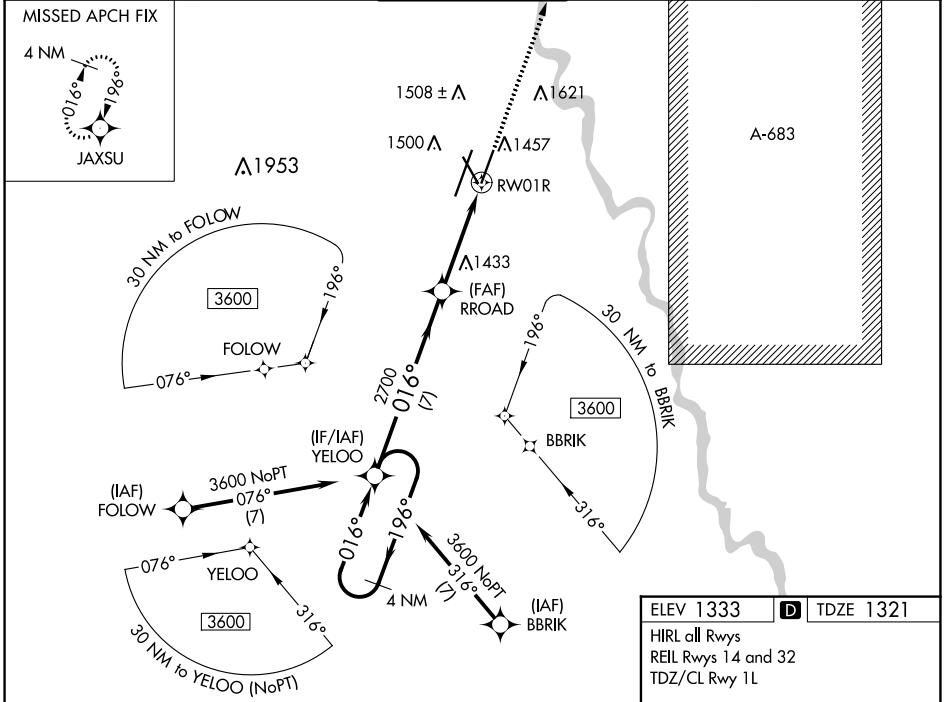 MISSED APCH FIX
4 NM
016°
196°
JAXSU
1508 ±
1621
1500
1457
A-683
1953
RW01R
30 NM to FOLOW
3600
196°
FOLOW
076°
1433
(FAF)
RROAD
2700
016°
(7)
30 NM to BBRIK
196°
3600
BBRIK
316°
(IF/IAF)
YELOO
(IAF)
FOLOW
3600 NoPT
076°
(7)
016°
196°
4 NM
3600 NoPT
316°
(7)
(IAF)
BBRIK
076°
YELOO
316°
3600
30 NM to YELOO (NoPT)
ELEV 1333 D TDZE 1321
HIRL all Rwys
REIL Rwys 14 and 32
TDZ/CL Rwy 1L